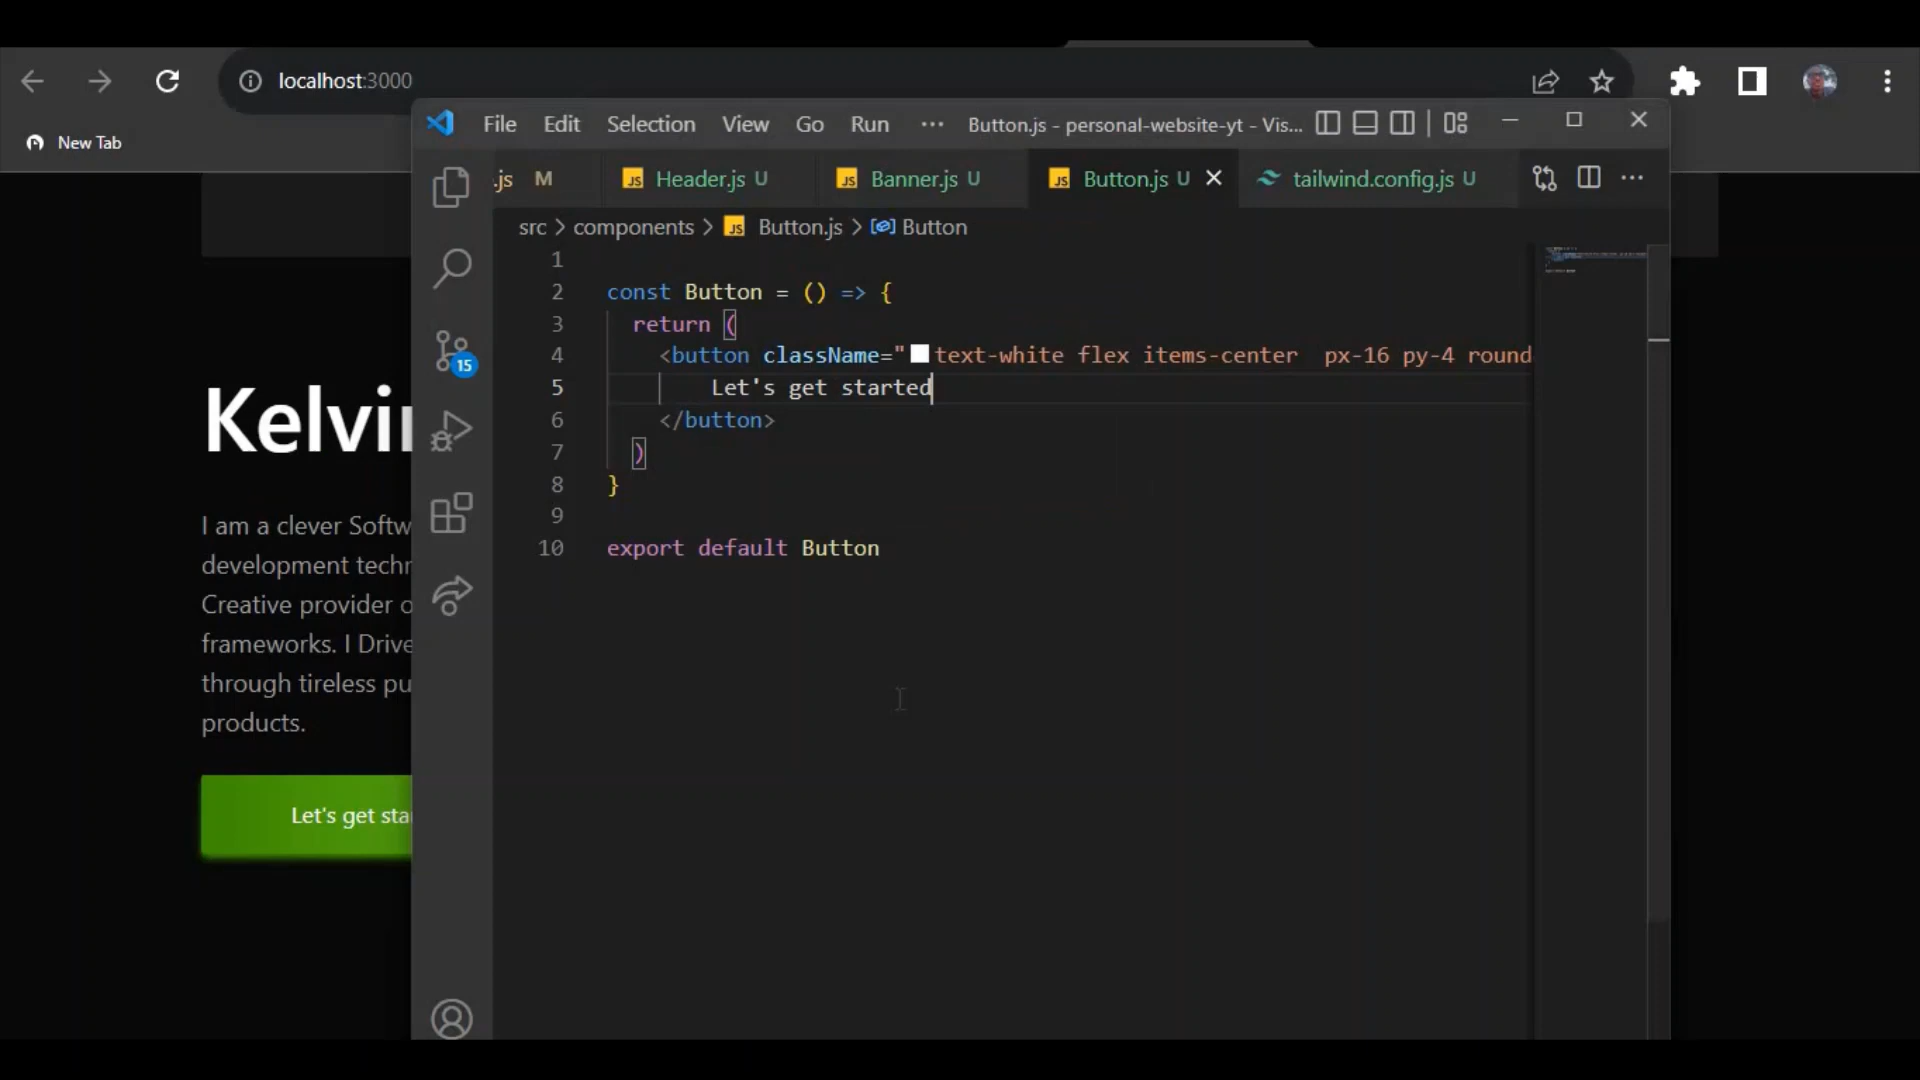 localhost:3000
New Tab
File Edit Selection View Go Run ··· Button.js - personal-website-yt - Vis...
.js M Header.js U Banner.js U Button.js U tailwind.config.js U
src > components > JS Button.js > Button
1
2 const Button = () => {
3 return (
4 <button className="text-white flex items-center  px-16 py-4 round
5 Let's get started
6 </button>
7 )
8 }
9
10 export default Button
15
Kelvin
I am a clever Softw
development techn
Creative provider o
frameworks. I Drive
through tireless pu
products.
Let's get sta